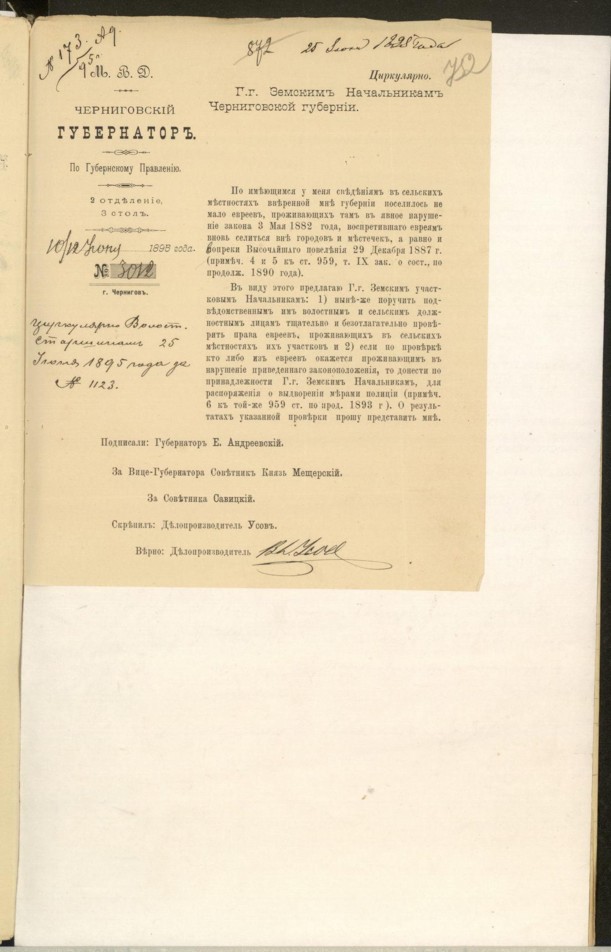 № 173. Ад.
95
872
25 Іюня 1895 года
752
М. В. Д.
ЧЕРНИГОВСКІЙ
ГУБЕРНАТОРЪ.
По Губернскому Правленію.
2 отдѣленіе,
3 столъ.
10/12 Іюня 1895 года.
№ 3012
г. Черниговъ.
Циркулярно Волост.
Старшинамъ 25
Іюня 1895 года за
№ 1123.
Циркулярно.
Г.г. Земскимъ Начальникамъ
Черниговской губерніи.
По имѣющимся у меня свѣдѣніямъ въ сельскихъ
мѣстностяхъ ввѣренной мнѣ губерніи поселилось не
мало евреевъ, проживающихъ тамъ въ явное наруше-
ніе закона 3 Мая 1882 года, воспретившаго евреямъ
вновь селиться внѣ городовъ и мѣстечекъ, а равно и
вопреки Высочайшаго повелѣнія 29 Декабря 1887 г.
(примѣч. 4 и 5 къ ст. 959, т. IX зак. о сост., по
продолж. 1890 года).
Въ виду этого предлагаю Г.г. Земскимъ участ-
ковымъ Начальникамъ: 1) нынѣ-же поручить под-
вѣдомственнымъ имъ волостнымъ и сельскимъ долж-
ностнымъ лицамъ тщательно и безотлагательно провѣ-
рить права евреевъ, проживающихъ въ сельскихъ
мѣстностяхъ ихъ участковъ и 2) если по провѣркѣ
кто либо изъ евреевъ окажется проживающимъ въ
нарушеніе приведеннаго законоположенія, то донести по
принадлежности Г.г. Земскимъ Начальникамъ, для
распоряженія о выдвореніи мѣрами полиціи (примѣч.
6 къ той-же 959 ст. по прод. 1893 г). О резуль-
татахъ указанной провѣрки прошу представить мнѣ.
Подписали: Губернаторъ Е. Андреевскій.
За Вице-Губернатора Совѣтникъ Князь Мещерскій.
За Совѣтника Савицкій.
Скрѣпилъ: Дѣлопроизводитель Усовъ.
Вѣрно: Дѣлопроизводитель